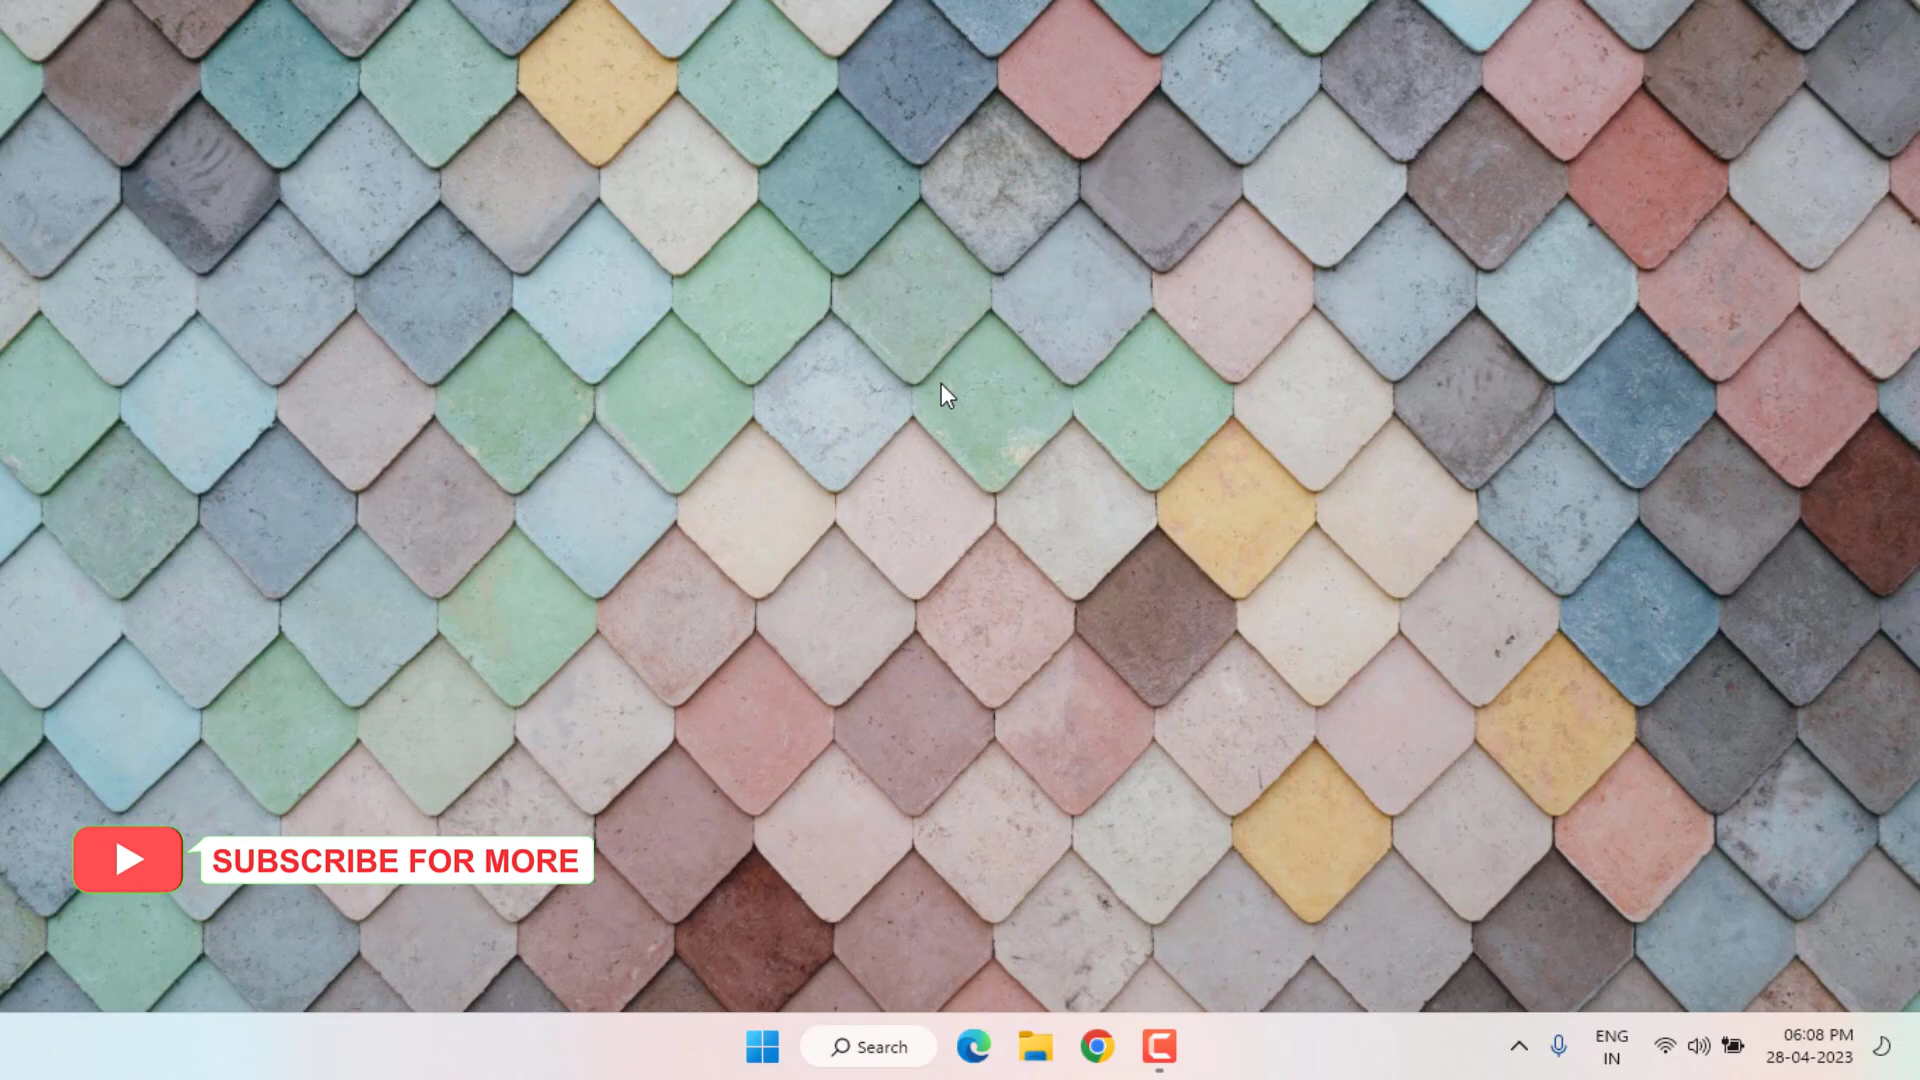 SUBSCRIBE FOR MORE
Search
ENG
IN
06:08 PM
28-04-2023